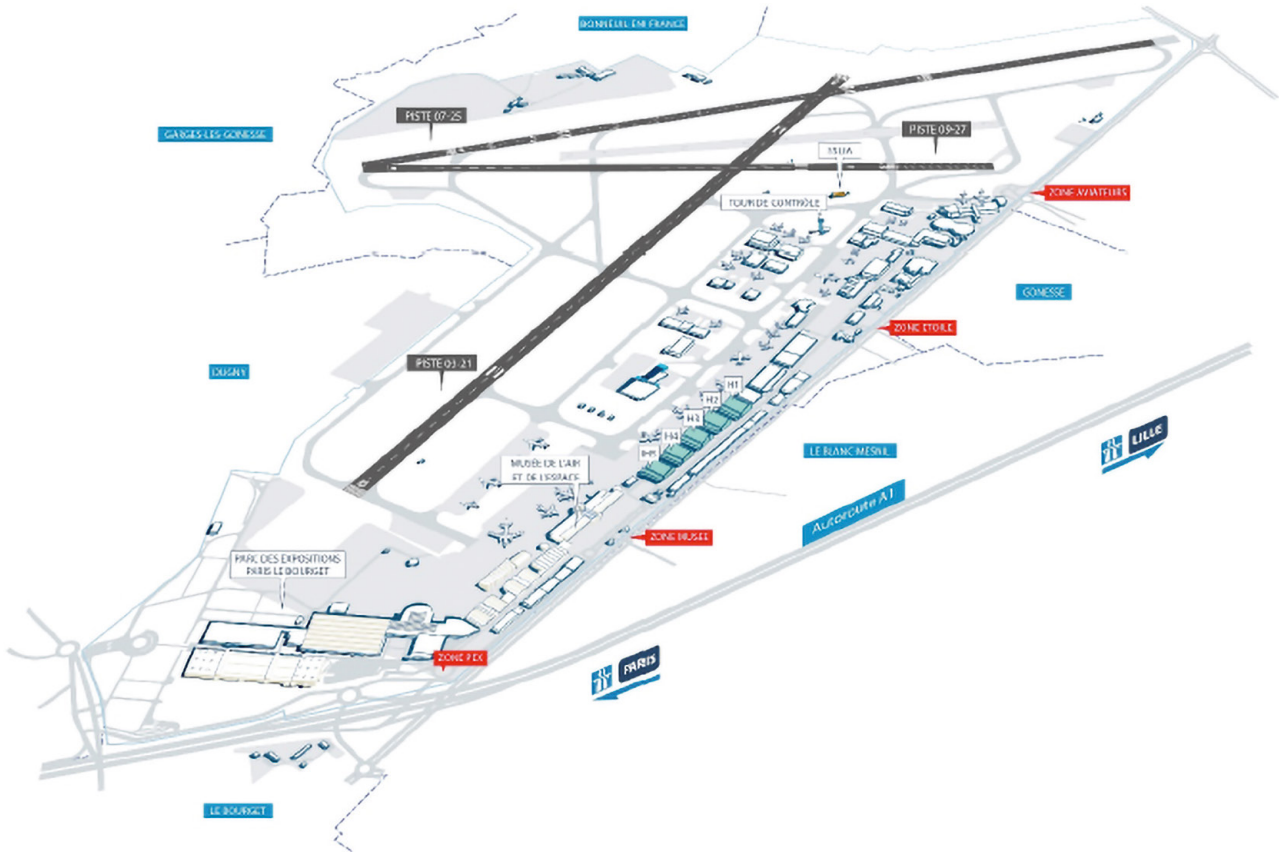 BONNEUIL-EN-FRANCE
GARGES-LES-GONESSE
PISTE 07-25
PISTE 09-27
SSLIA
ZONE AVIATEURS
TOUR DE CONTRÔLE
GONESSE
ZONE ETOILE
DUGNY
PISTE 03-21
H1
H2
H3
H4
H5
LILLE
LE BLANC-MESNIL
MUSÉE DE L'AIR
ET DE L'ESPACE
Autoroute A1
ZONE MUSÉE
PARC DES EXPOSITIONS
PARIS LE BOURGET
ZONE PEX
PARIS
LE BOURGET